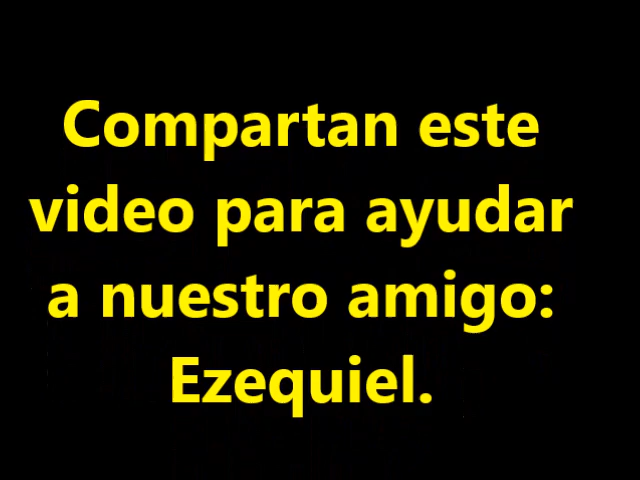 Compartan este
video para ayudar
a nuestro amigo:
Ezequiel.